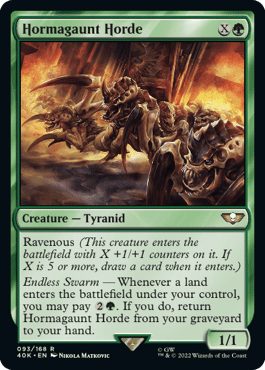 Hormagaunt Horde X G
Creature — Tyranid
Ravenous (This creature enters the
battlefield with X +1/+1 counters on it. If
X is 5 or more, draw a card when it enters.)
Endless Swarm — Whenever a land
enters the battlefield under your control,
you may pay 2 G. If you do, return
Hormagaunt Horde from your graveyard
to your hand.
1/1
093/168 R
40K • EN NIKOLA MATKOVIC
© GW
™ & © 2022 Wizards of the Coast